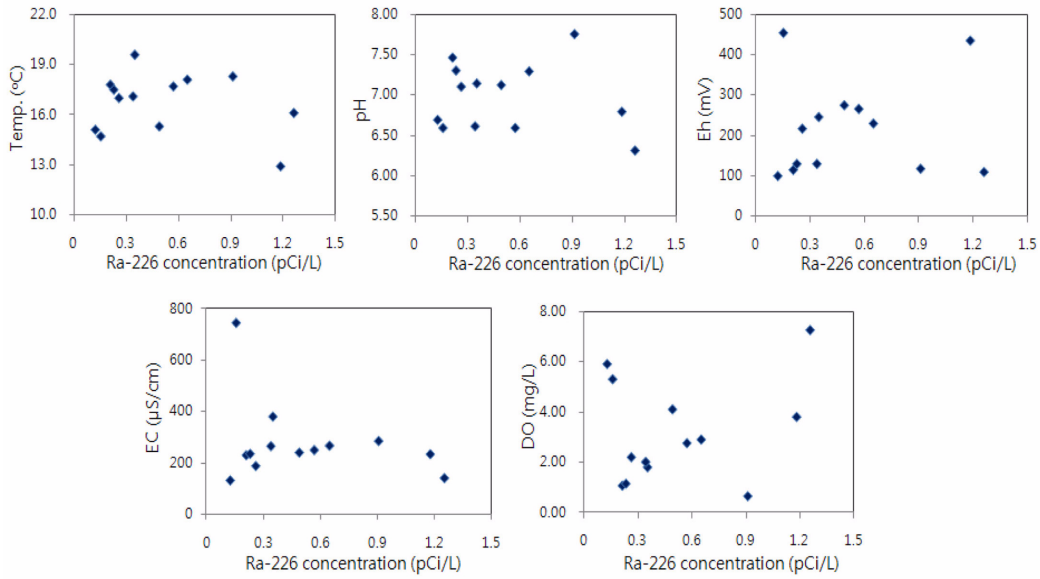 22.0
18.0
14.0
10.0
Temp. (ºC)
0 0.3 0.6 0.9 1.2 1.5
Ra-226 concentration (pCi/L)
8.00
7.50
7.00
6.50
6.00
5.50
pH
0 0.3 0.6 0.9 1.2 1.5
Ra-226 concentration (pCi/L)
500
400
300
200
100
0
Eh (mV)
0 0.3 0.6 0.9 1.2 1.5
Ra-226 concentration (pCi/L)
800
600
400
200
0
EC (μS/cm)
0 0.3 0.6 0.9 1.2 1.5
Ra-226 concentration (pCi/L)
8.00
6.00
4.00
2.00
0.00
DO (mg/L)
0 0.3 0.6 0.9 1.2 1.5
Ra-226 concentration (pCi/L)